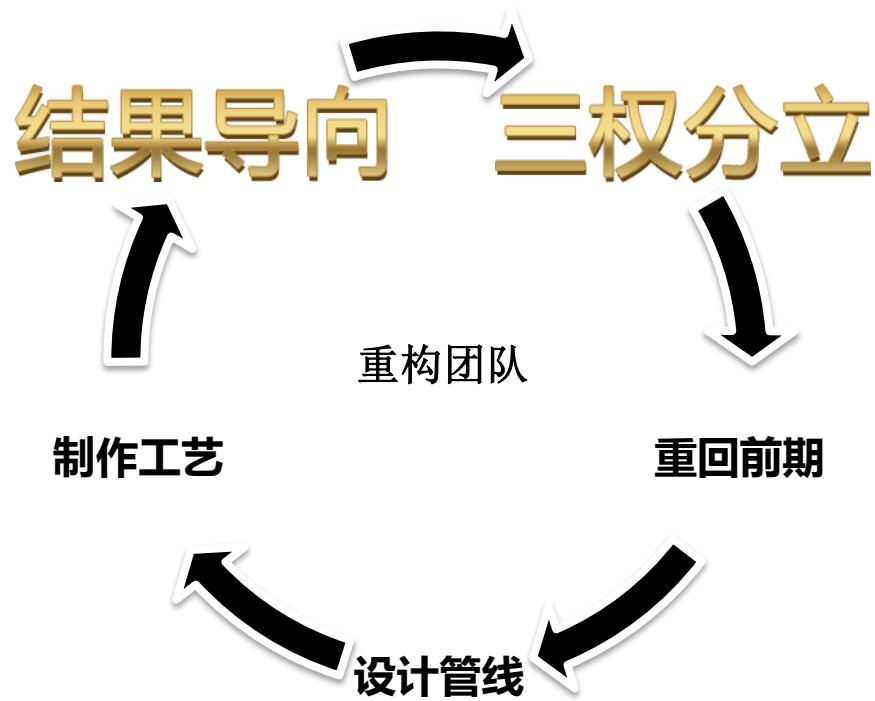 结果导向
三权分立
重构团队
制作工艺
重回前期
设计管线